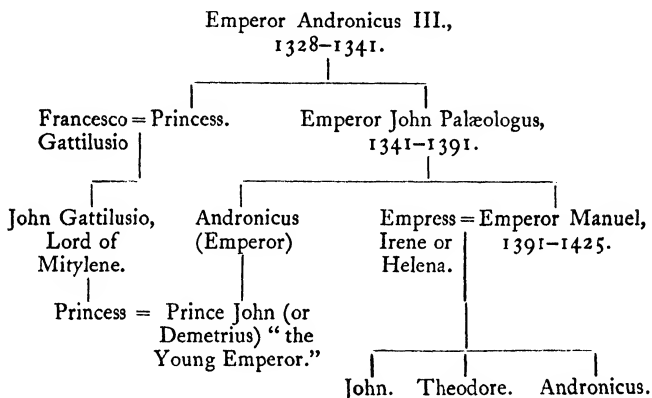 Emperor Andronicus III.,
1328–1341.
Francesco = Princess.
Gattilusio
Emperor John Palæologus,
1341–1391.
John Gattilusio,
Lord of
Mitylene.
Andronicus
(Emperor)
Empress = Emperor Manuel,
Irene or 1391–1425.
Helena.
Princess = Prince John (or
Demetrius) “the
Young Emperor.”
John. Theodore. Andronicus.